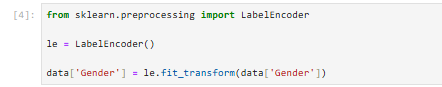 [4]: from sklearn.preprocessing import LabelEncoder
le = LabelEncoder()
data['Gender'] = le.fit_transform(data['Gender'])